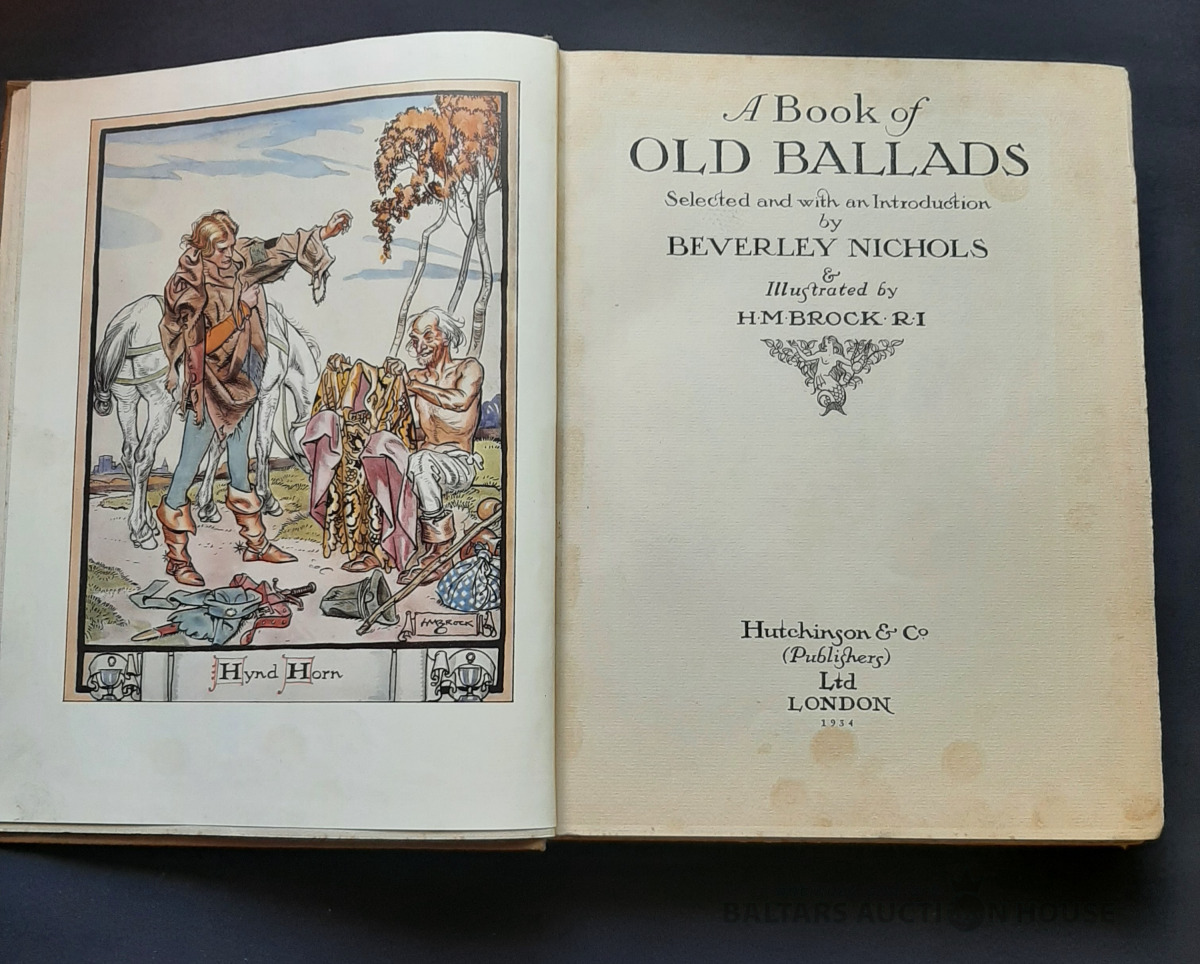 HMBROCK
Hynd Horn
A Book of
OLD BALLADS
Selected and with an Introduction
by
BEVERLEY NICHOLS
&
Illustrated by
H·M·BROCK·R·I
Hutchinson & Co
(Publishers)
Ltd
LONDON
1934
BALTARS AUCTION HOUSE